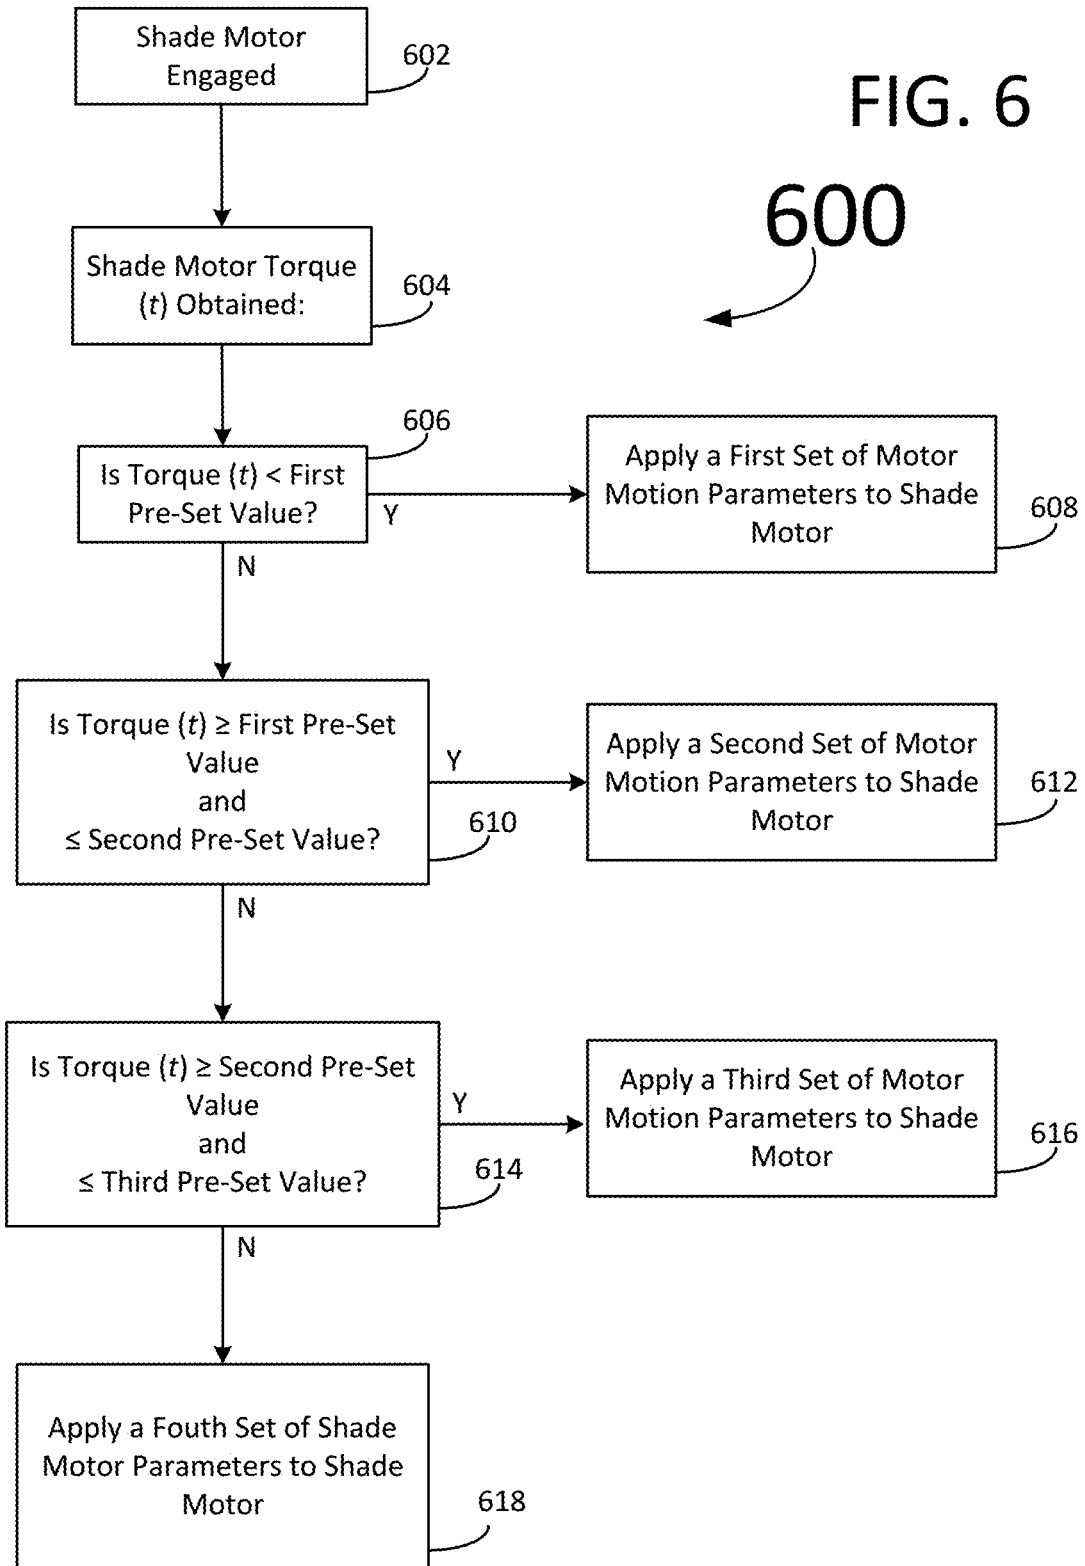 Shade Motor
Engaged
602
FIG. 6
600
Shade Motor Torque
(t) Obtained:
604
606
Is Torque (t) < First
Pre-Set Value?
Y
N
Apply a First Set of Motor
Motion Parameters to Shade
Motor
608
Is Torque (t) ≥ First Pre-Set
Value
and
≤ Second Pre-Set Value?
Y
610
N
Apply a Second Set of Motor
Motion Parameters to Shade
Motor
612
Is Torque (t) ≥ Second Pre-Set
Value
and
≤ Third Pre-Set Value?
Y
614
N
Apply a Third Set of Motor
Motion Parameters to Shade
Motor
616
Apply a Fouth Set of Shade
Motor Parameters to Shade
Motor
618